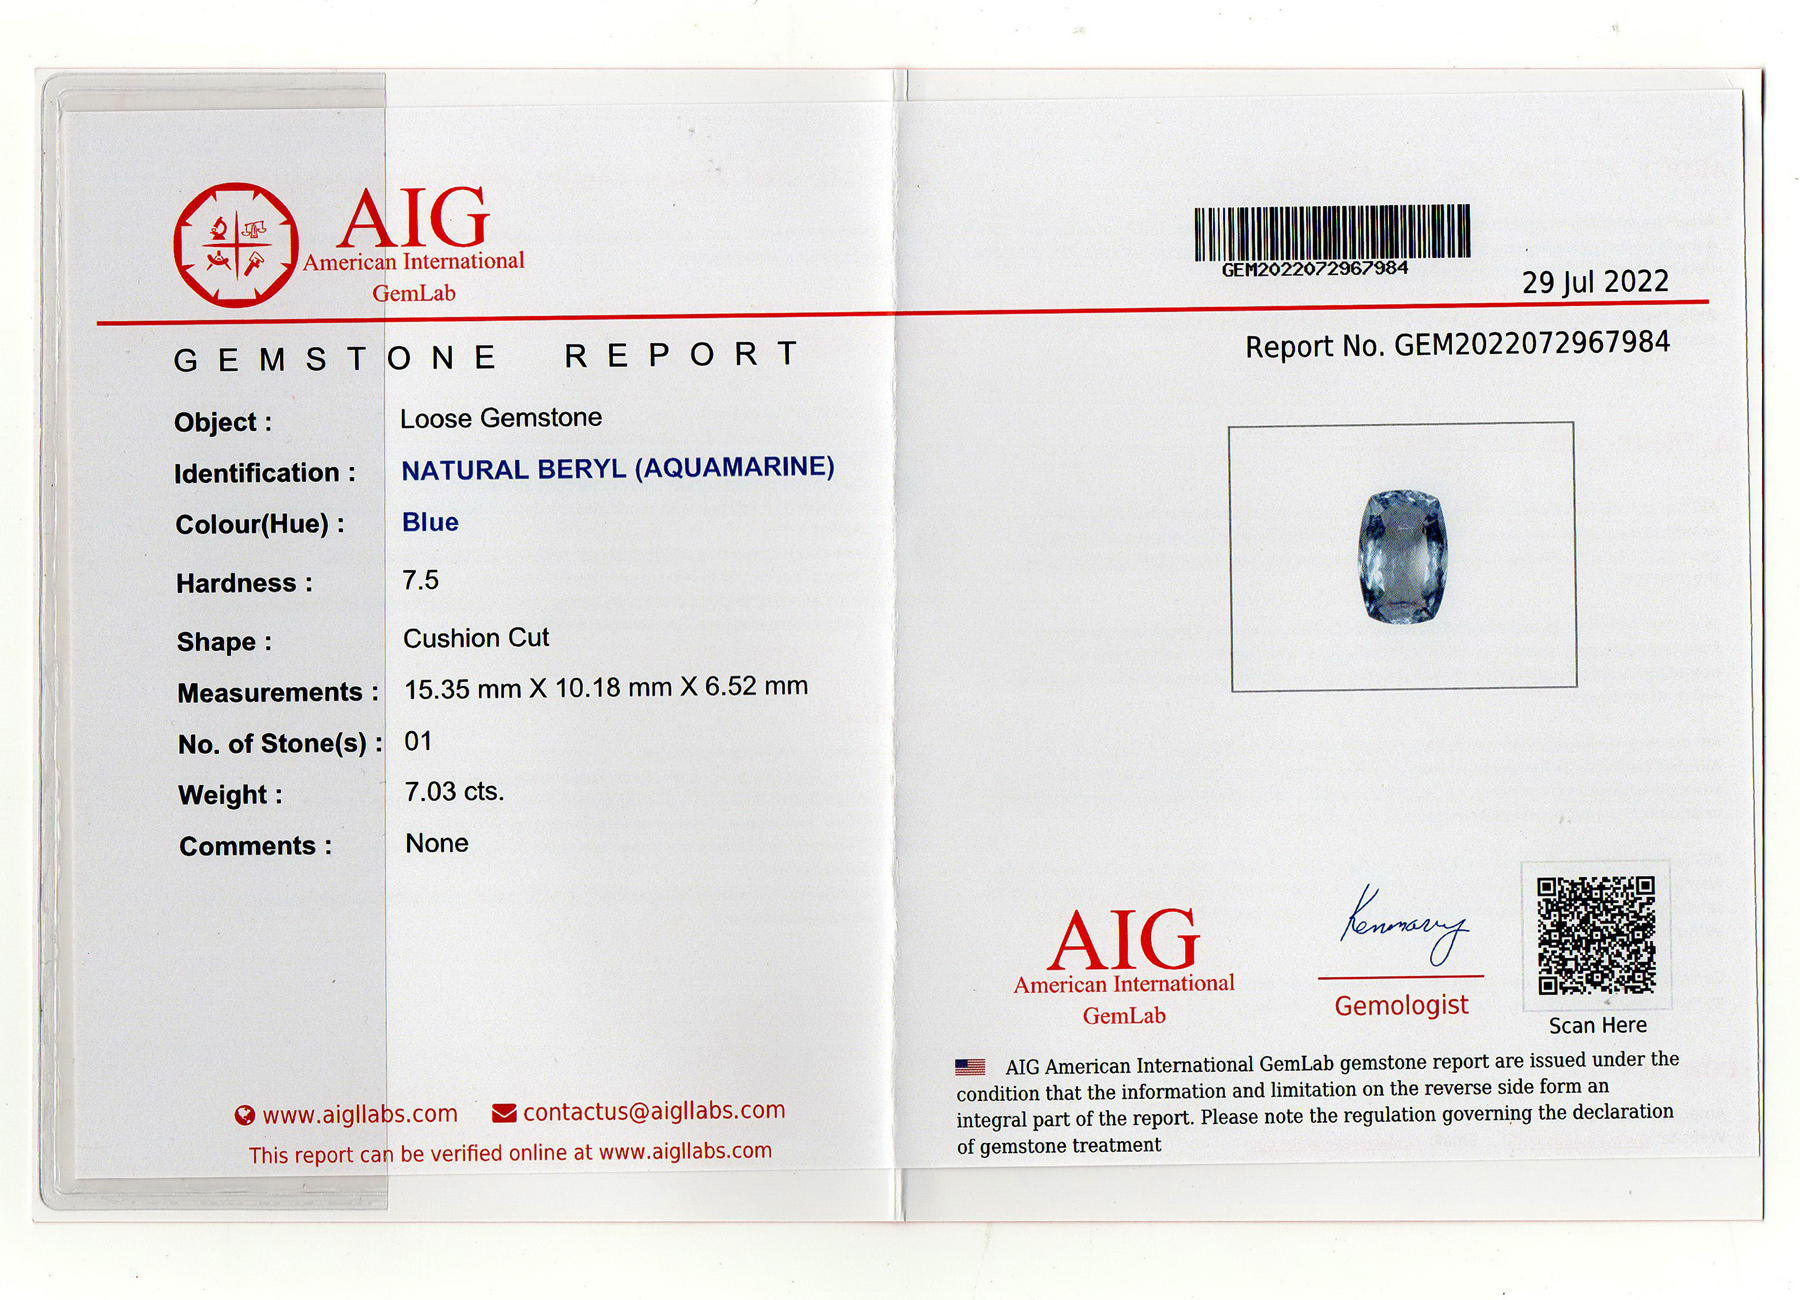 AIG
American International
GemLab
GEM2022072967984
29 Jul 2022
GEMSTONE REPORT
Report No. GEM2022072967984
Object : Loose Gemstone
Identification : NATURAL BERYL (AQUAMARINE)
Colour(Hue) : Blue
Hardness : 7.5
Shape : Cushion Cut
Measurements : 15.35 mm X 10.18 mm X 6.52 mm
No. of Stone(s) : 01
Weight : 7.03 cts.
Comments : None
www.aigllabs.com contactus@aigllabs.com
This report can be verified online at www.aigllabs.com
AIG
American International
GemLab
Gemologist
Scan Here
AIG American International GemLab gemstone report are issued under the
condition that the information and limitation on the reverse side form an
integral part of the report. Please note the regulation governing the declaration
of gemstone treatment